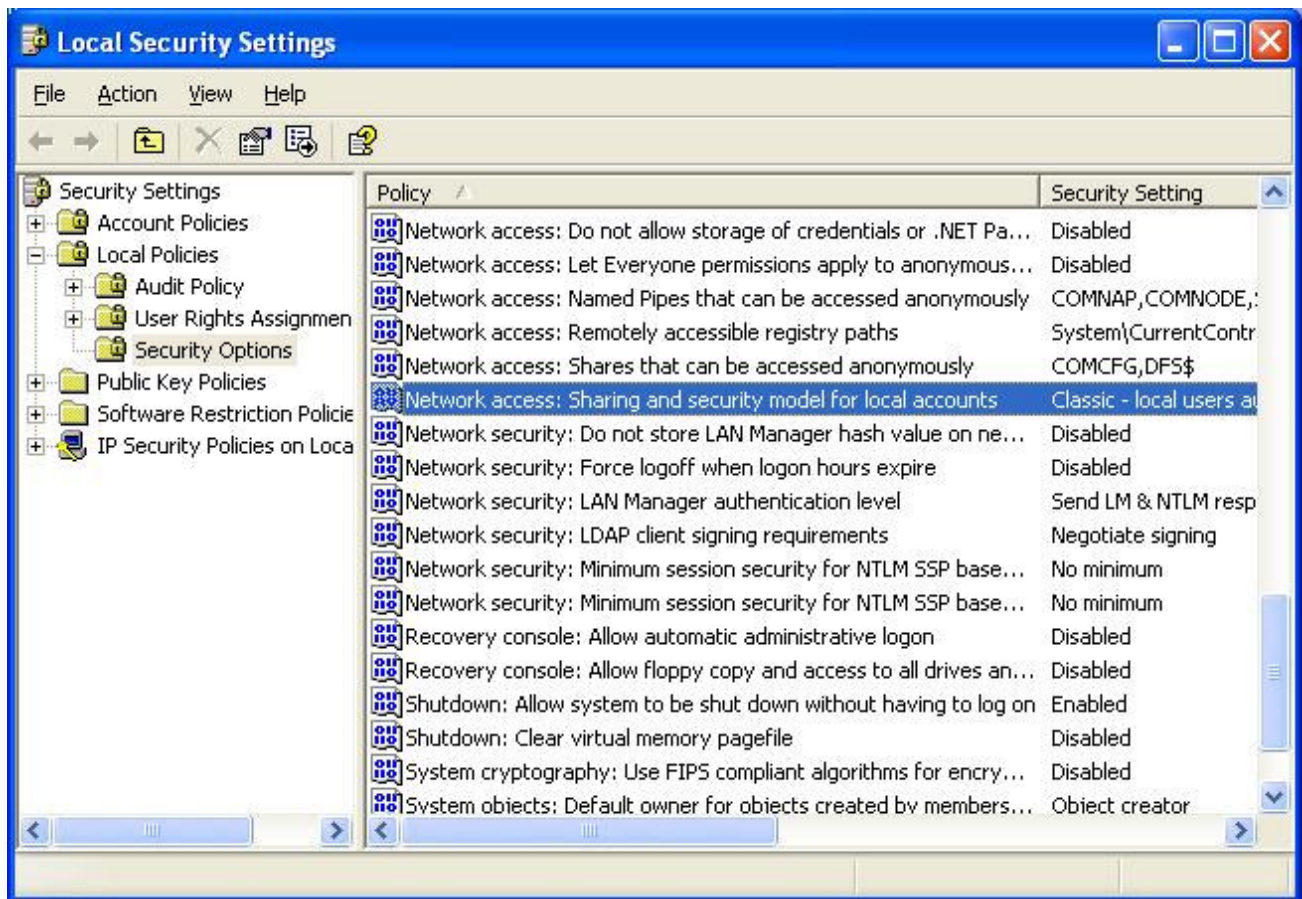 Local Security Settings
File Action View Help
Security Settings
Account Policies
Local Policies
Audit Policy
User Rights Assignmen
Security Options
Public Key Policies
Software Restriction Policie
IP Security Policies on Loca
Policy Security Setting
Network access: Do not allow storage of credentials or .NET Pa... Disabled
Network access: Let Everyone permissions apply to anonymous... Disabled
Network access: Named Pipes that can be accessed anonymously COMNAP,COMNODE,
Network access: Remotely accessible registry paths System\CurrentContr
Network access: Shares that can be accessed anonymously COMCFG,DFS$
Network access: Sharing and security model for local accounts Classic - local users au
Network security: Do not store LAN Manager hash value on ne... Disabled
Network security: Force logoff when logon hours expire Disabled
Network security: LAN Manager authentication level Send LM & NTLM resp
Network security: LDAP client signing requirements Negotiate signing
Network security: Minimum session security for NTLM SSP base... No minimum
Network security: Minimum session security for NTLM SSP base... No minimum
Recovery console: Allow automatic administrative logon Disabled
Recovery console: Allow floppy copy and access to all drives an... Disabled
Shutdown: Allow system to be shut down without having to log on Enabled
Shutdown: Clear virtual memory pagefile Disabled
System cryptography: Use FIPS compliant algorithms for encry... Disabled
System objects: Default owner for objects created by members... Object creator